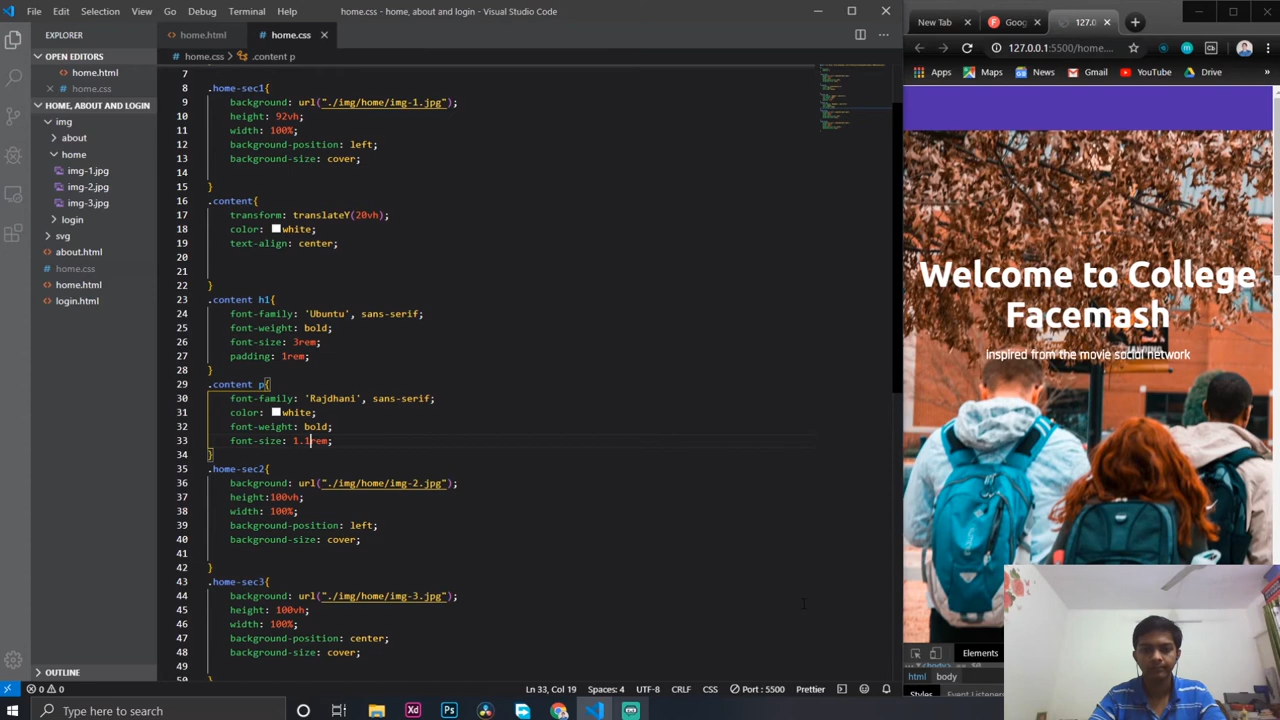 File Edit Selection View Go Debug Terminal Help
home.css - home, about and login - Visual Studio Code
EXPLORER
OPEN EDITORS
home.html
home.css
HOME, ABOUT AND LOGIN
img
about
home
img-1.jpg
img-2.jpg
img-3.jpg
login
svg
about.html
home.css
home.html
login.html
OUTLINE
home.html
home.css
home.css > .content p
7
8 .home-sec1{
9 background: url("./img/home/img-1.jpg");
10 height: 92vh;
11 width: 100%;
12 background-position: left;
13 background-size: cover;
14
15 }
16 .content{
17 transform: translateY(20vh);
18 color: white;
19 text-align: center;
20
21
22 }
23 .content h1{
24 font-family: 'Ubuntu', sans-serif;
25 font-weight: bold;
26 font-size: 3rem;
27 padding: 1rem;
28 }
29 .content p{
30 font-family: 'Rajdhani', sans-serif;
31 color: white;
32 font-weight: bold;
33 font-size: 1.1rem;
34 }
35 .home-sec2{
36 background: url("./img/home/img-2.jpg");
37 height:100vh;
38 width: 100%;
39 background-position: left;
40 background-size: cover;
41
42 }
43 .home-sec3{
44 background: url("./img/home/img-3.jpg");
45 height: 100vh;
46 width: 100%;
47 background-position: center;
48 background-size: cover;
49
50 }
0 0
Ln 33, Col 19 Spaces: 4 UTF-8 CRLF CSS Port : 5500 Prettier
New Tab
Goog
127.0
127.0.0.1:5500/home....
Apps Maps News Gmail YouTube Drive »
Welcome to College
Facemash
inspired from the movie social network
LANDING
Elements
html body
Styles Event Listeners
Type here to search
Xd
Ps